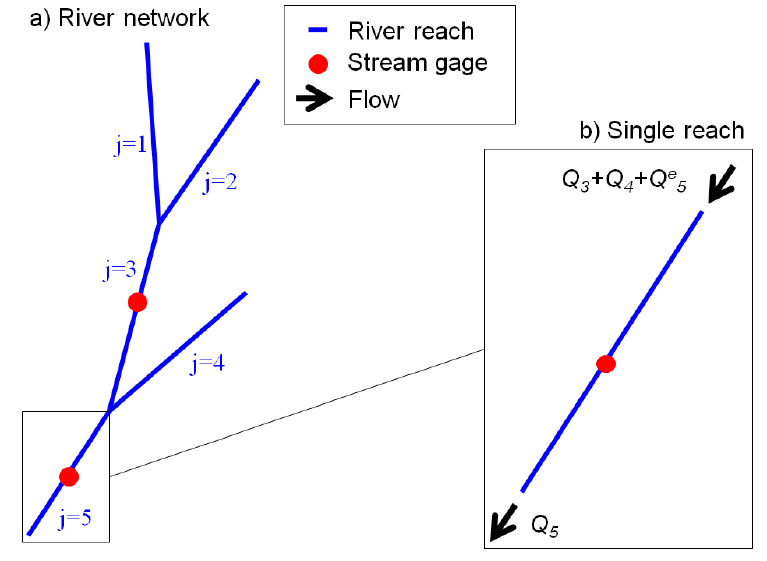 a) River network
River reach
Stream gage
Flow
b) Single reach
j=1
j=2
j=3
j=4
j=5
Q₃+Q₄+Qᵉ₅
Q₅